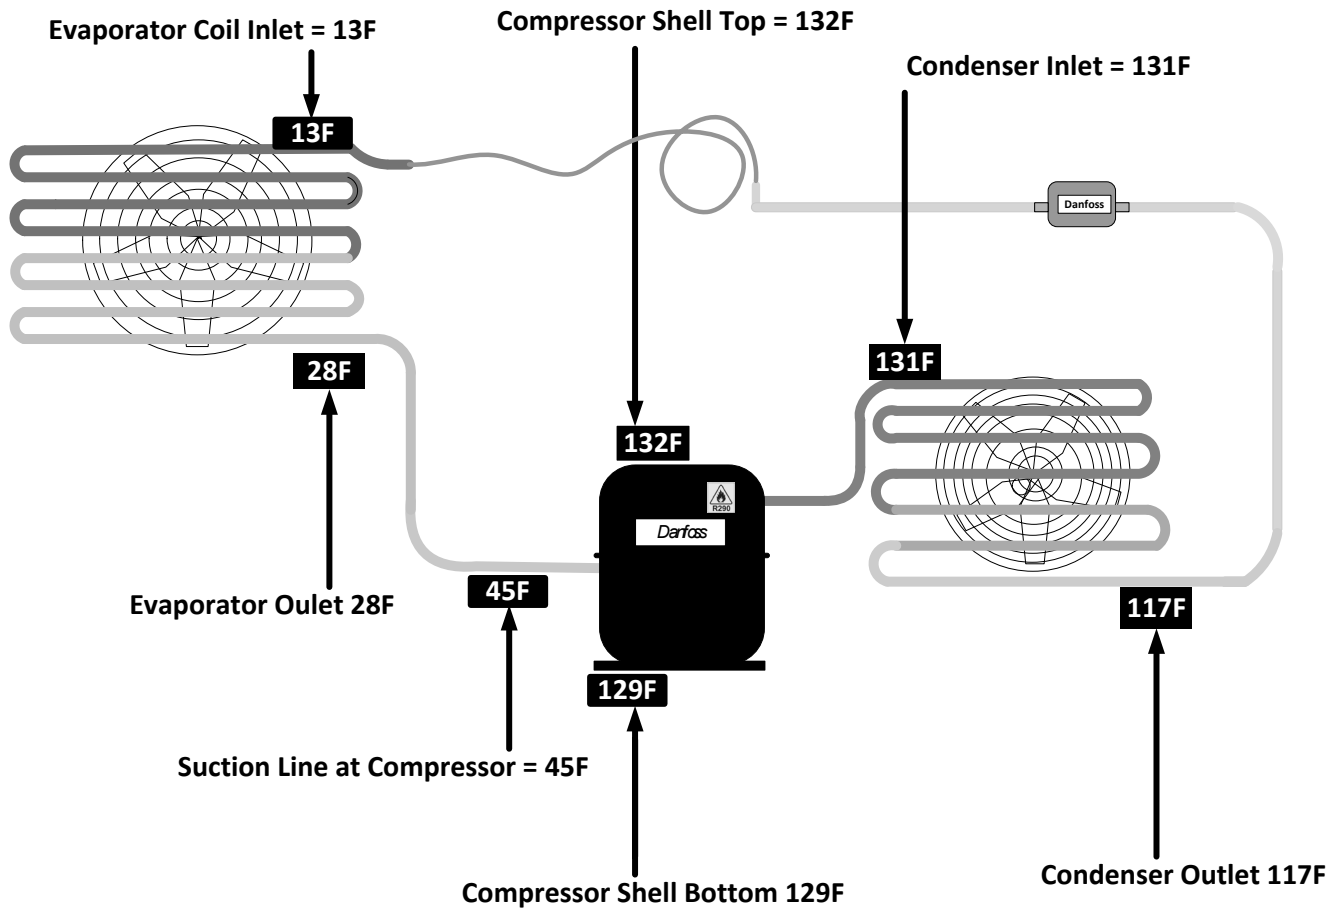 Evaporator Coil Inlet = 13F
Compressor Shell Top = 132F
Condenser Inlet = 131F
13F
Danfoss
131F
28F
132F
R290
Danfoss
45F
Evaporator Oulet 28F
117F
129F
Suction Line at Compressor = 45F
Condenser Outlet 117F
Compressor Shell Bottom 129F